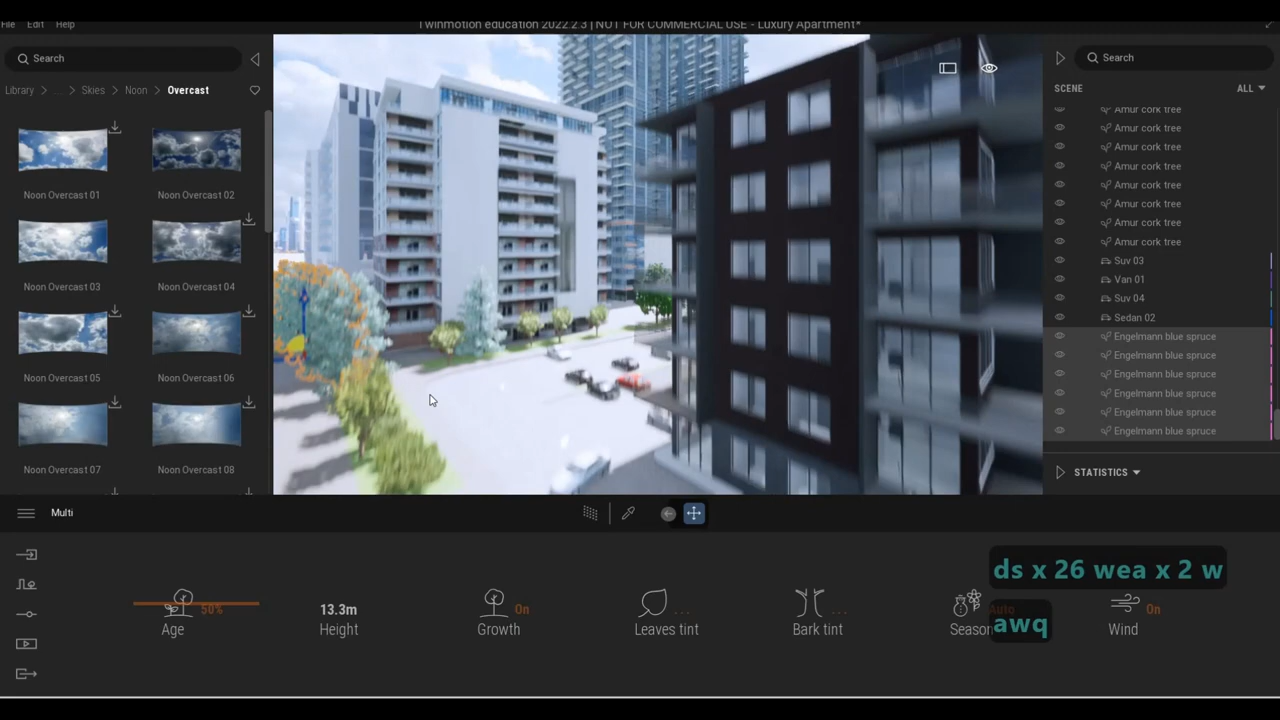 Twinmotion education 2022.2.3 | NOT FOR COMMERCIAL USE - Luxury Apartment*
File Edit Help
Search
Library > ... > Skies > Noon > Overcast
Noon Overcast 01
Noon Overcast 02
Noon Overcast 03
Noon Overcast 04
Noon Overcast 05
Noon Overcast 06
Noon Overcast 07
Noon Overcast 08
Search
SCENE ALL
Amur cork tree
Amur cork tree
Amur cork tree
Amur cork tree
Amur cork tree
Amur cork tree
Amur cork tree
Amur cork tree
Suv 03
Van 01
Suv 04
Sedan 02
Engelmann blue spruce
Engelmann blue spruce
Engelmann blue spruce
Engelmann blue spruce
Engelmann blue spruce
Engelmann blue spruce
STATISTICS
Multi
ds x 26 wea x 2 w
awq
50%
Age
13.3m
Height
On
Growth
...
Leaves tint
...
Bark tint
Auto
Season
On
Wind